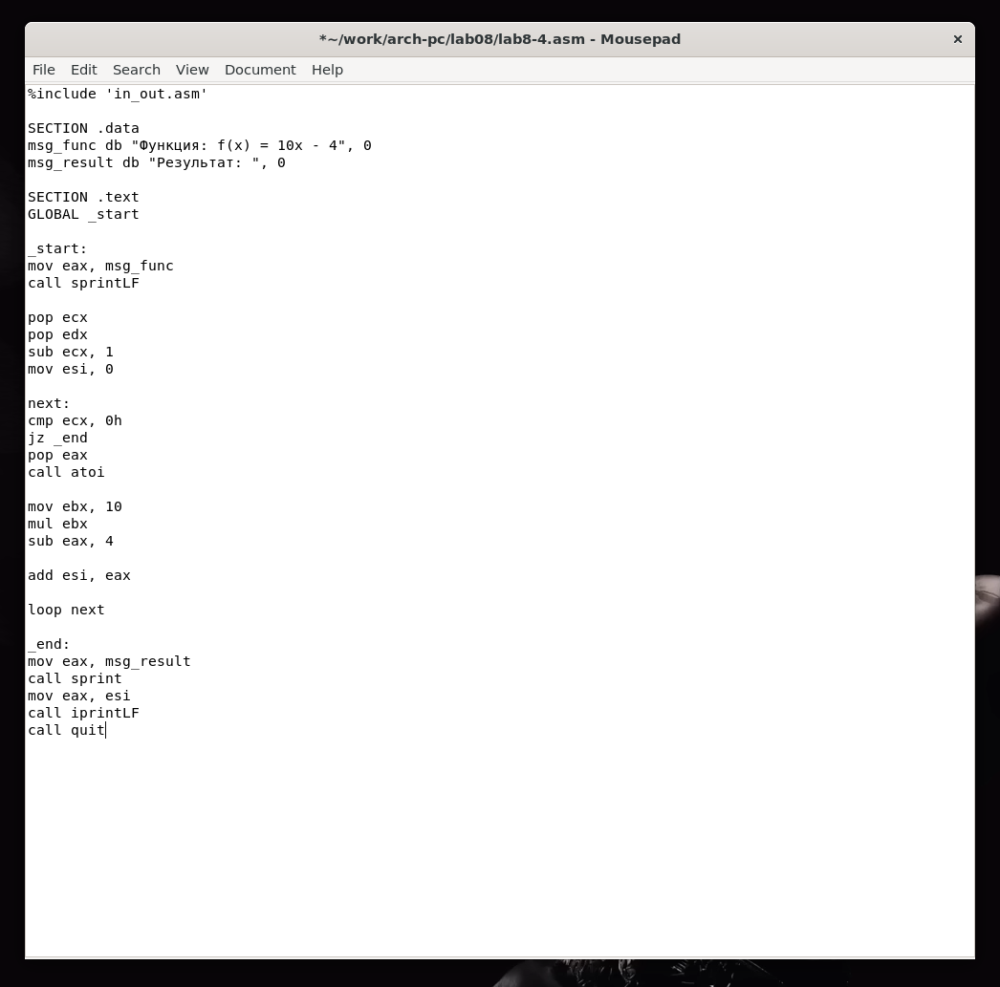 *~/work/arch-pc/lab08/lab8-4.asm - Mousepad
×
File Edit Search View Document Help
%include 'in_out.asm'
SECTION .data
msg_func db "Функция: f(x) = 10x - 4", 0
msg_result db "Результат: ", 0
SECTION .text
GLOBAL _start
_start:
mov eax, msg_func
call sprintLF
pop ecx
pop edx
sub ecx, 1
mov esi, 0
next:
cmp ecx, 0h
jz _end
pop eax
call atoi
mov ebx, 10
mul ebx
sub eax, 4
add esi, eax
loop next
_end:
mov eax, msg_result
call sprint
mov eax, esi
call iprintLF
call quit